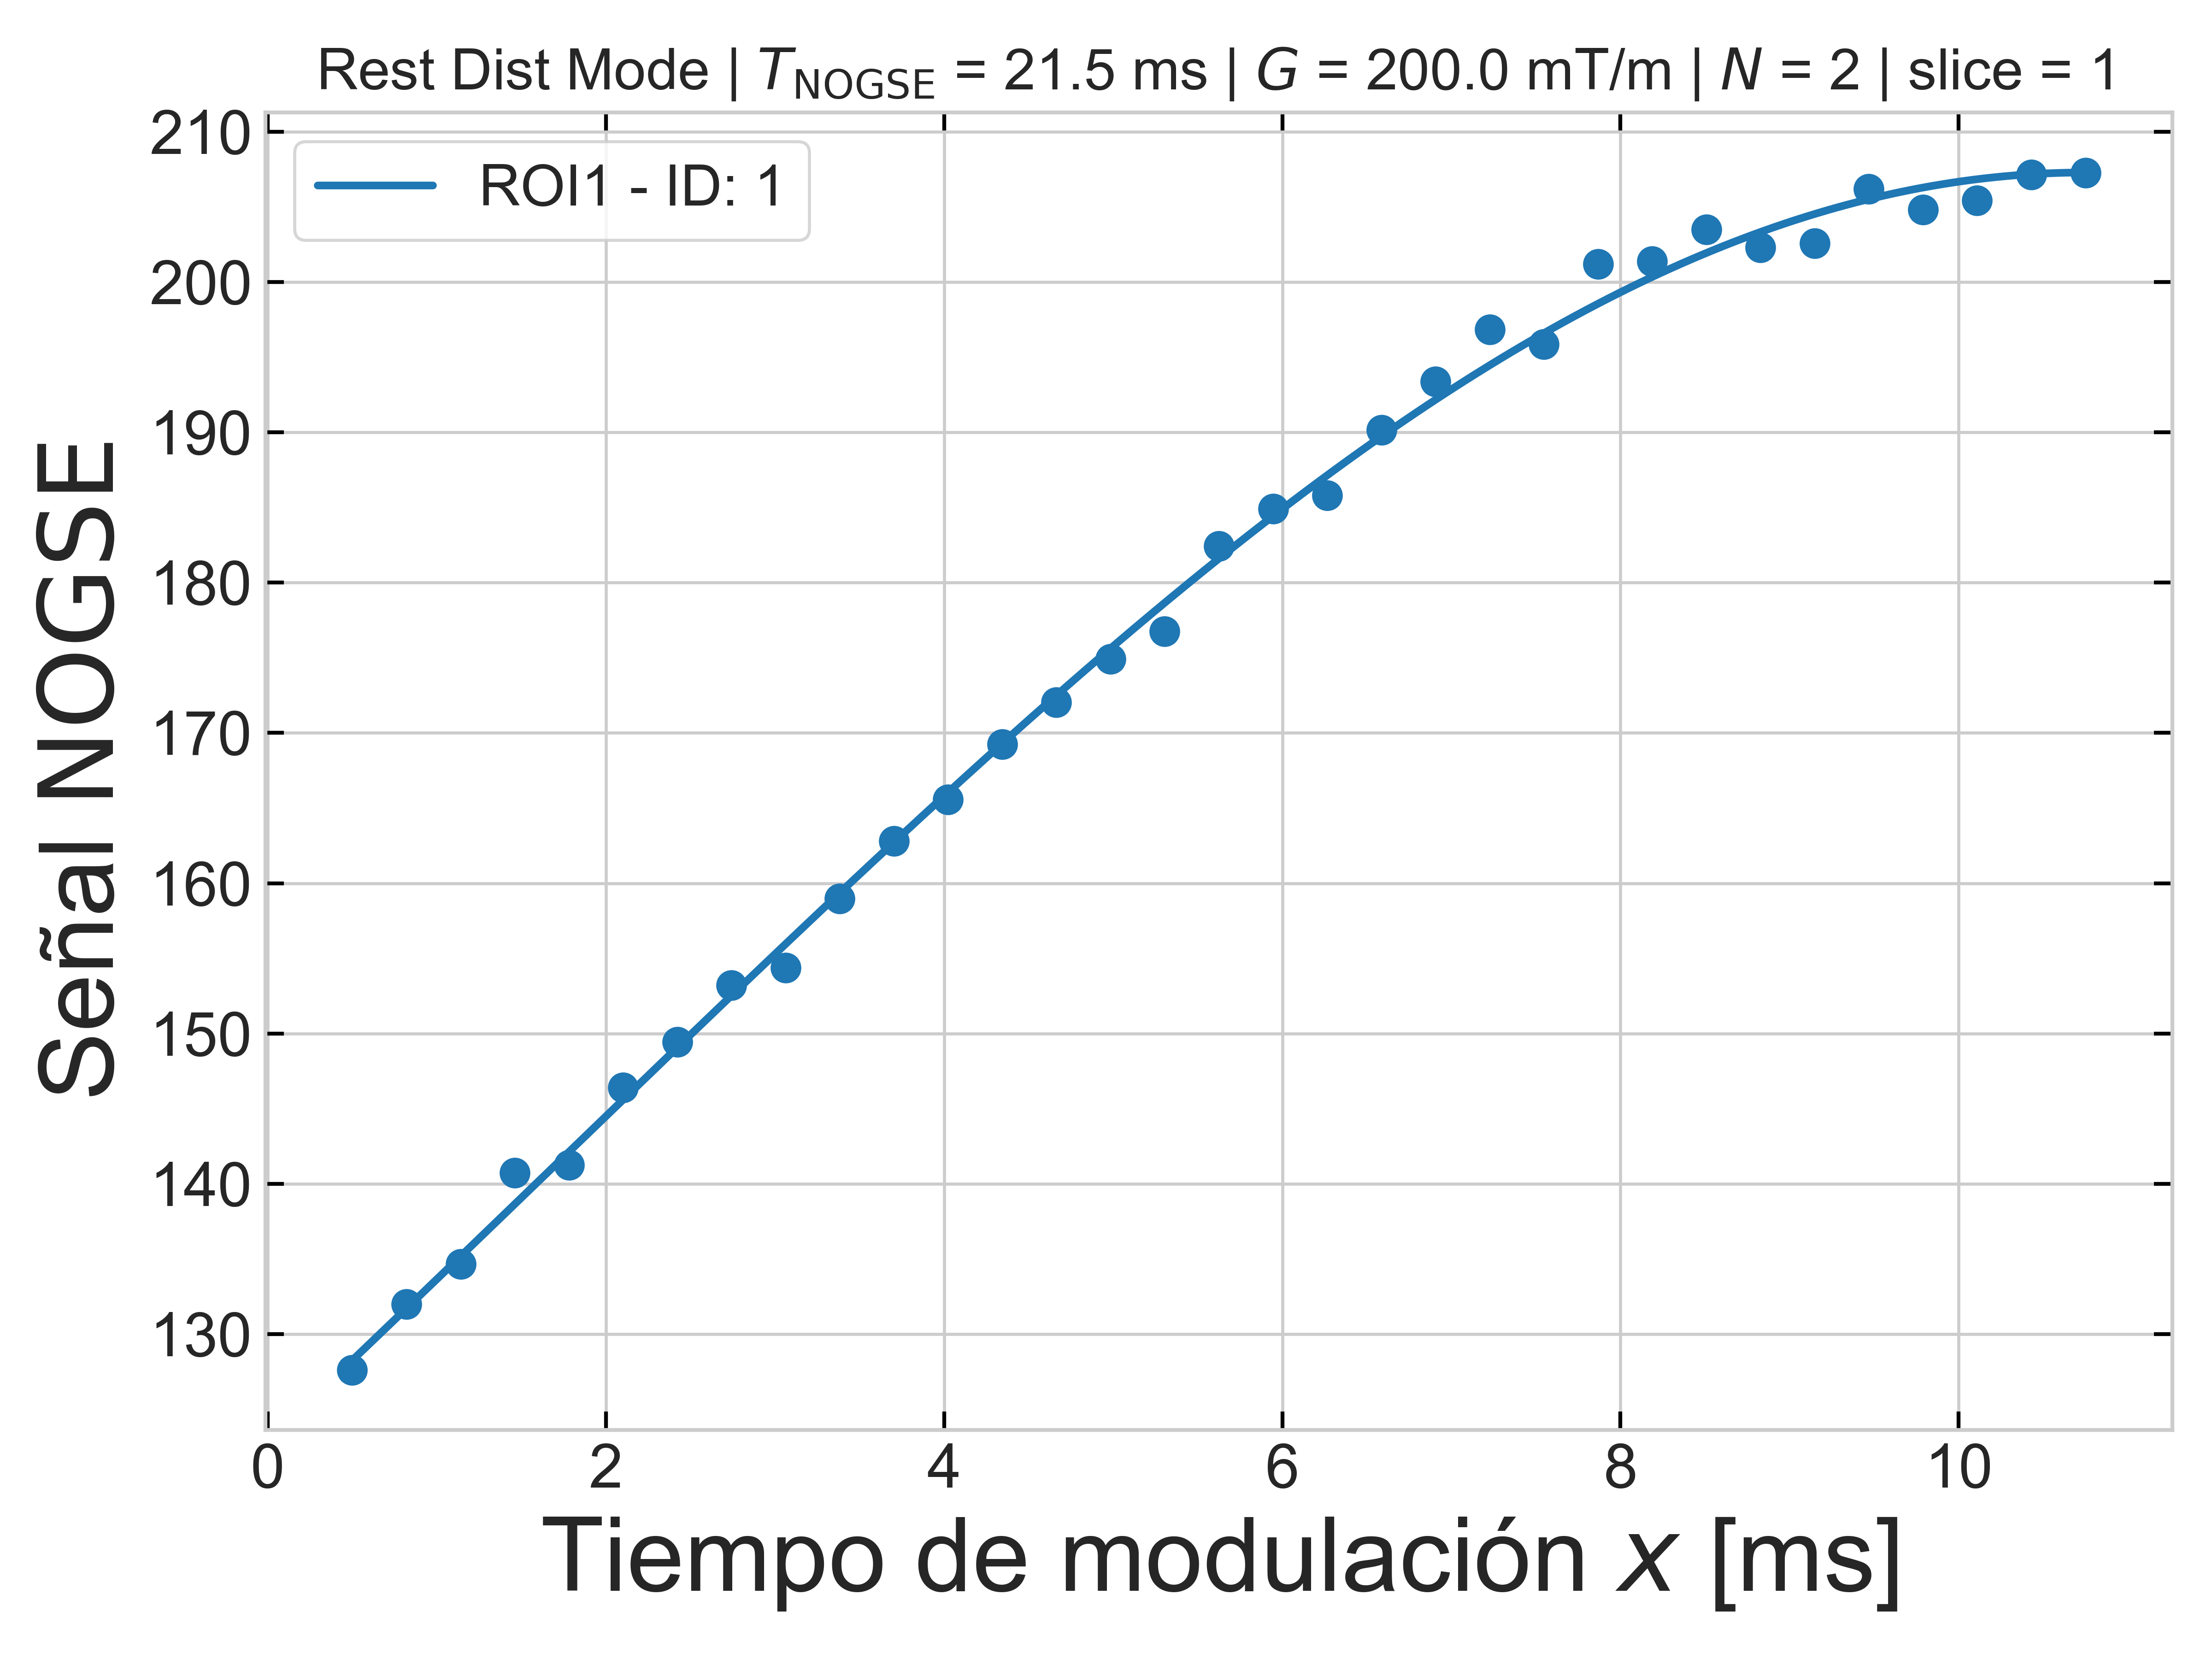 Rest Dist Mode | T_NOGSE = 21.5 ms | G = 200.0 mT/m | N = 2 | slice = 1
ROI1 - ID: 1
210
200
190
180
170
160
150
140
130
Señal NOGSE
0 2 4 6 8 10
Tiempo de modulación x [ms]